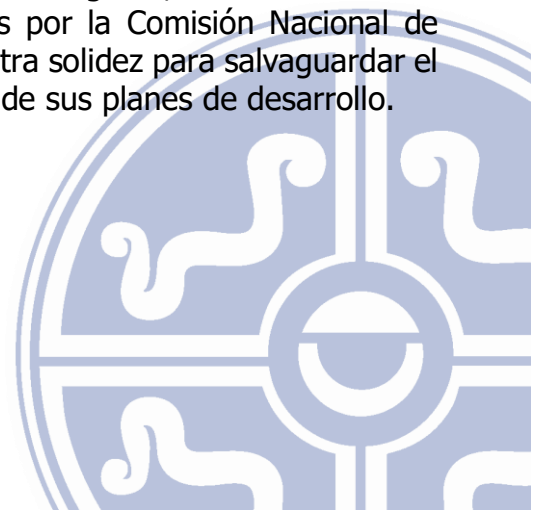 s por la Comisión Nacional de
tra solidez para salvaguardar el
de sus planes de desarrollo.